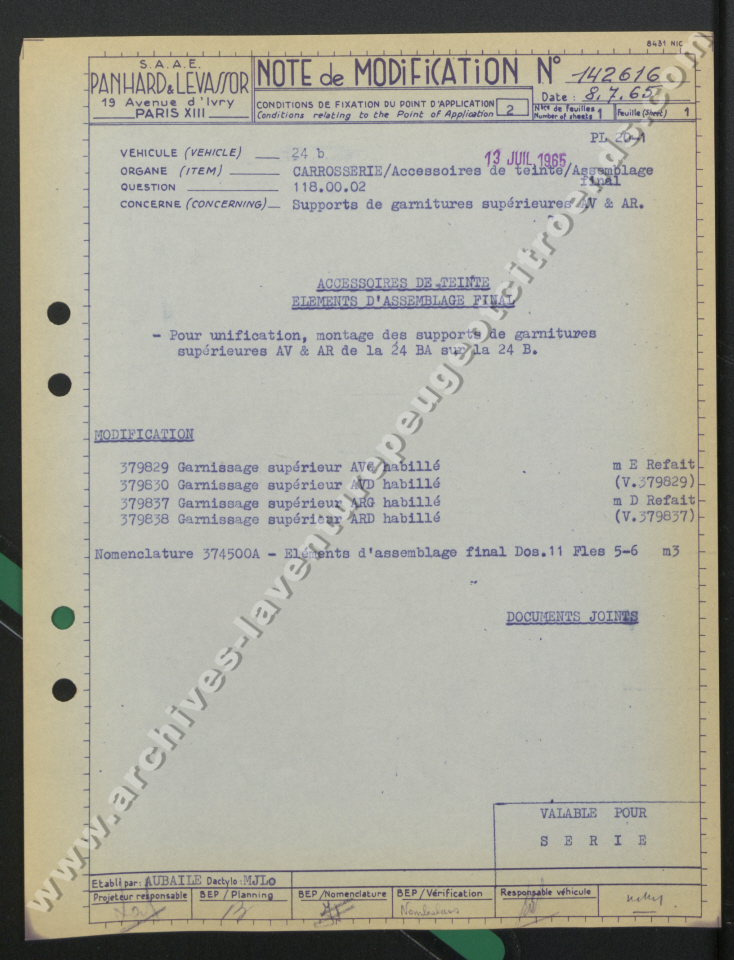 8431 NIC
S.A.A.E.
PANHARD & LEVASSOR
19 Avenue d'Ivry
PARIS XIII
NOTE de MODIFICATION N° 142616
CONDITIONS DE FIXATION DU POINT D'APPLICATION 2
Conditions relating to the Point of Application
Date : 8.7.65
Nbre de feuilles 1
Number of sheets
Feuille (Sheet) 1
PL 20-1
VÉHICULE (VEHICLE) 24 b
13 JUIL 1965
ORGANE (ITEM) CARROSSERIE/Accessoires de teinte/Assemblage
final
QUESTION 118.00.02
CONCERNE (CONCERNING) Supports de garnitures supérieures AV & AR.
ACCESSOIRES DE TEINTE
ELEMENTS D'ASSEMBLAGE FINAL
- Pour unification, montage des supports de garnitures
supérieures AV & AR de la 24 BA sur la 24 B.
MODIFICATION
379829 Garnissage supérieur AVG habillé m E Refait
379830 Garnissage supérieur AVD habillé (V.379829)
379837 Garnissage supérieur ARG habillé m D Refait
379838 Garnissage supérieur ARD habillé (V.379837)
Nomenclature 374500A - Eléments d'assemblage final Dos.11 Fles 5-6 m3
DOCUMENTS JOINTS
VALABLE POUR
S E R I E
Etabli par: AUBAILE Dactylo: MJLo
Projeteur responsable
BEP / Planning
BEP / Nomenclature
BEP / Vérification
Responsable véhicule
www.archives-laventurepeugeotcitroends.com